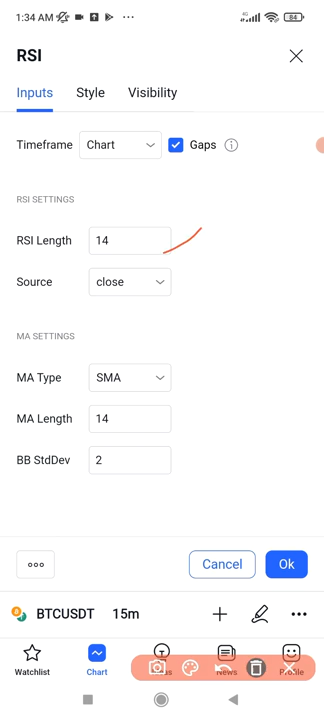 1:34 AM
4G
84
RSI
Inputs Style Visibility
Timeframe Chart Gaps
RSI SETTINGS
RSI Length 14
Source close
MA SETTINGS
MA Type SMA
MA Length 14
BB StdDev 2
Cancel Ok
BTCUSDT 15m
Watchlist Chart News Profile